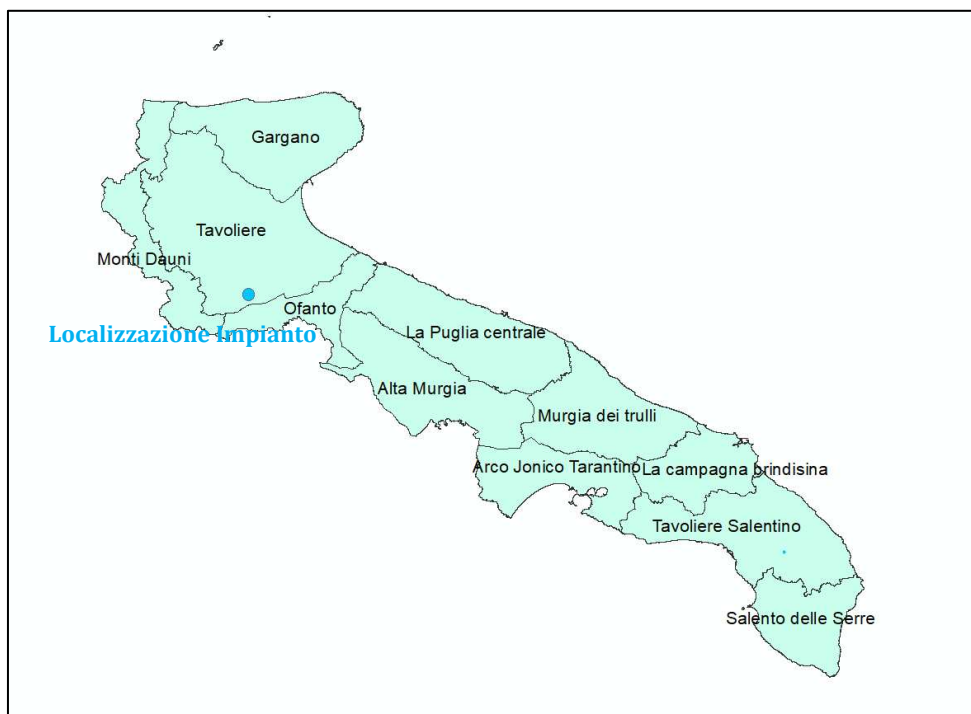 Gargano
Tavoliere
Monti Dauni
Ofanto
Localizzazione Impianto
La Puglia centrale
Alta Murgia
Murgia dei trulli
Arco Jonico Tarantino
La campagna brindisina
Tavoliere Salentino
Salento delle Serre